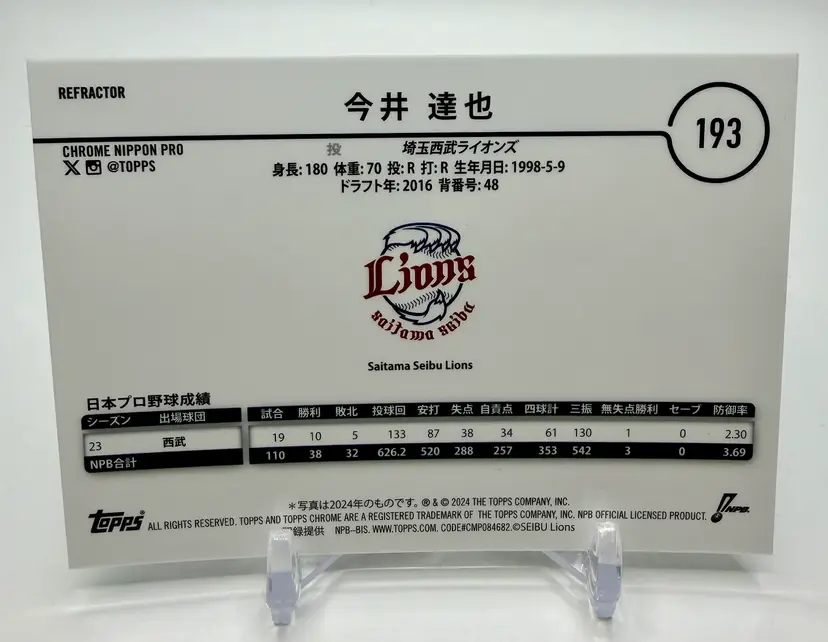 REFRACTOR
今井 達也
193
CHROME NIPPON PRO
@TOPPS
投
埼玉西武ライオンズ
身長: 180 体重: 70 投: R 打: R 生年月日: 1998-5-9
ドラフト年: 2016 背番号: 48
Lions
saitama seibu
Saitama Seibu Lions
日本プロ野球成績
シーズン 出場球団 試合 勝利 敗北 投球回 安打 失点 自責点 四球計 三振 無失点勝利 セーブ 防御率
23 西武 19 10 5 133 87 38 34 61 130 1 0 2.30
NPB合計 110 38 32 626.2 520 288 257 353 542 3 0 3.69
＊写真は2024年のものです。 ® & © 2024 THE TOPPS COMPANY, INC.
topps® ALL RIGHTS RESERVED. TOPPS AND TOPPS CHROME ARE A REGISTERED TRADEMARK OF THE TOPPS COMPANY, INC. NPB OFFICIAL LICENSED PRODUCT. NPB.
記録提供 NPB-BIS. WWW.TOPPS.COM. CODE#CMP084682.©SEIBU Lions